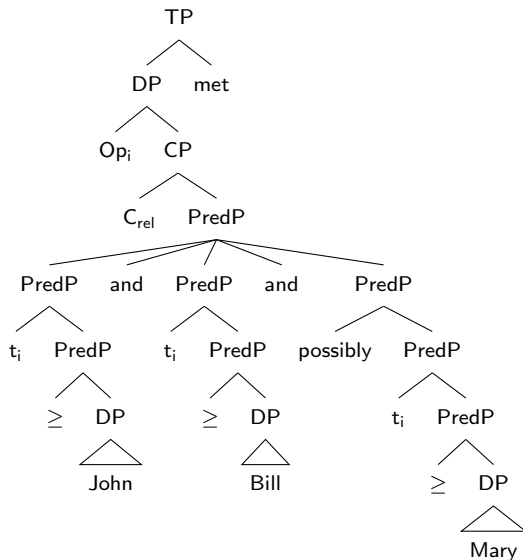 TP
DP met
Opᵢ CP
C_rel PredP
PredP and PredP and PredP
tᵢ PredP tᵢ PredP possibly PredP
≥ DP ≥ DP tᵢ PredP
John Bill ≥ DP
Mary